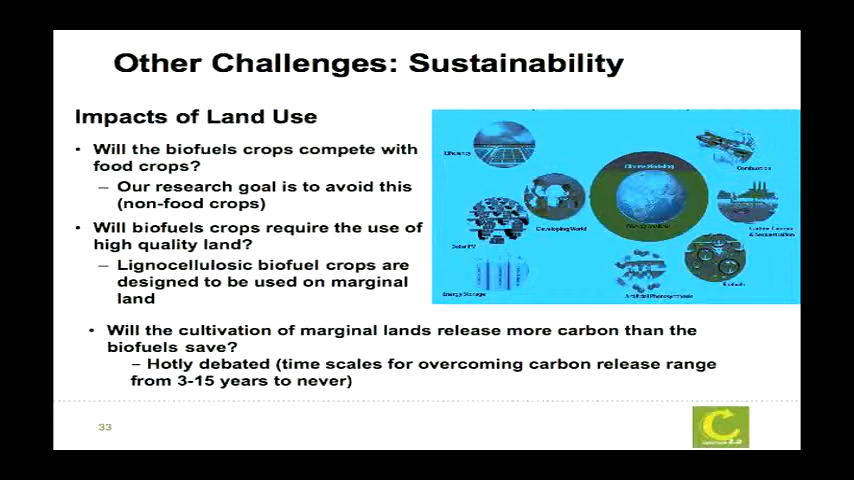 Other Challenges: Sustainability
Impacts of Land Use
• Will the biofuels crops compete with
food crops?
– Our research goal is to avoid this
(non-food crops)
• Will biofuels crops require the use of
high quality land?
– Lignocellulosic biofuel crops are
designed to be used on marginal
land
• Will the cultivation of marginal lands release more carbon than the
biofuels save?
– Hotly debated (time scales for overcoming carbon release range
from 3-15 years to never)
Efficiency
Climate Modeling
Combustion
Developing World
Carbon Capture
& Sequestration
Solar PV
Biofuels
Energy Storage
Artificial Photosynthesis
33
2.0